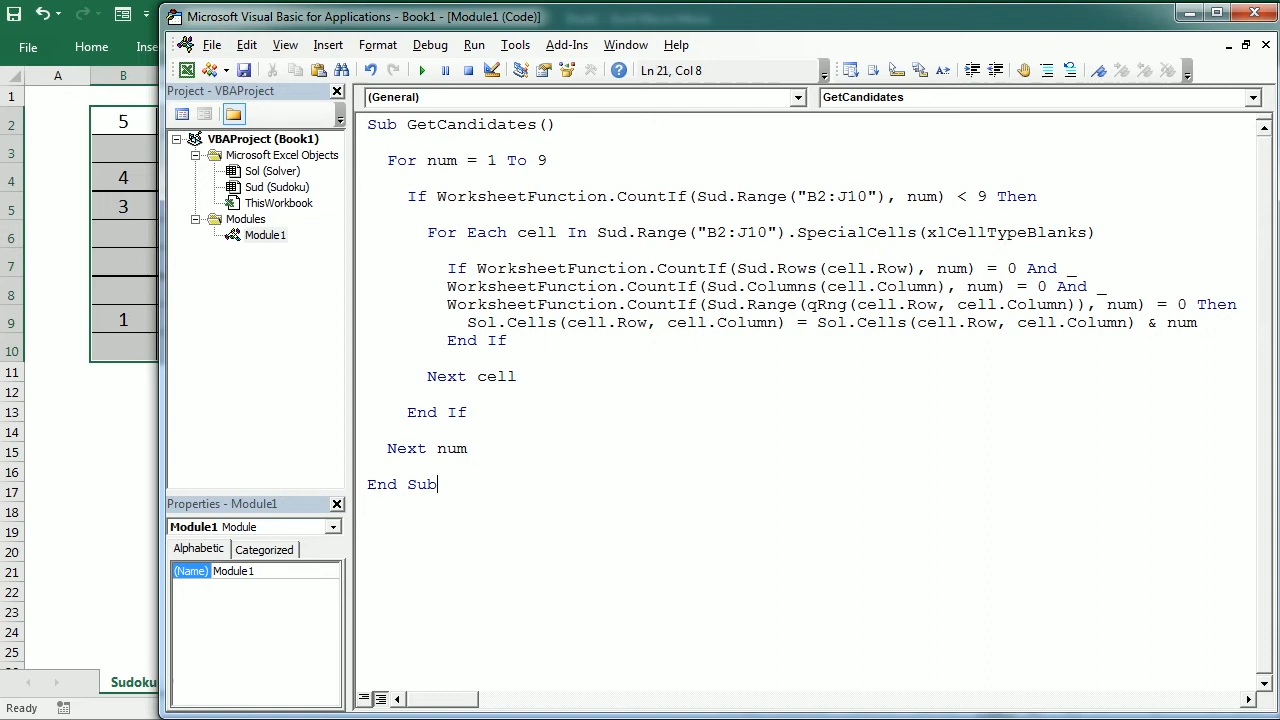 Microsoft Visual Basic for Applications - Book1 - [Module1 (Code)]
File Home Inse
File Edit View Insert Format Debug Run Tools Add-Ins Window Help
Ln 21, Col 8
A B
1
2 5
3
4 4
5 3
6
7
8
9 1
10
11
12
13
14
15
16
17
18
19
20
21
22
23
24
25
Sudoku
Ready
Project - VBAProject
VBAProject (Book1)
Microsoft Excel Objects
Sol (Solver)
Sud (Sudoku)
ThisWorkbook
Modules
Module1
Properties - Module1
Module1 Module
Alphabetic Categorized
(Name) Module1
(General) GetCandidates
Sub GetCandidates()
For num = 1 To 9
If WorksheetFunction.CountIf(Sud.Range("B2:J10"), num) < 9 Then
For Each cell In Sud.Range("B2:J10").SpecialCells(xlCellTypeBlanks)
If WorksheetFunction.CountIf(Sud.Rows(cell.Row), num) = 0 And _
WorksheetFunction.CountIf(Sud.Columns(cell.Column), num) = 0 And _
WorksheetFunction.CountIf(Sud.Range(qRng(cell.Row, cell.Column)), num) = 0 Then
Sol.Cells(cell.Row, cell.Column) = Sol.Cells(cell.Row, cell.Column) & num
End If
Next cell
End If
Next num
End Sub